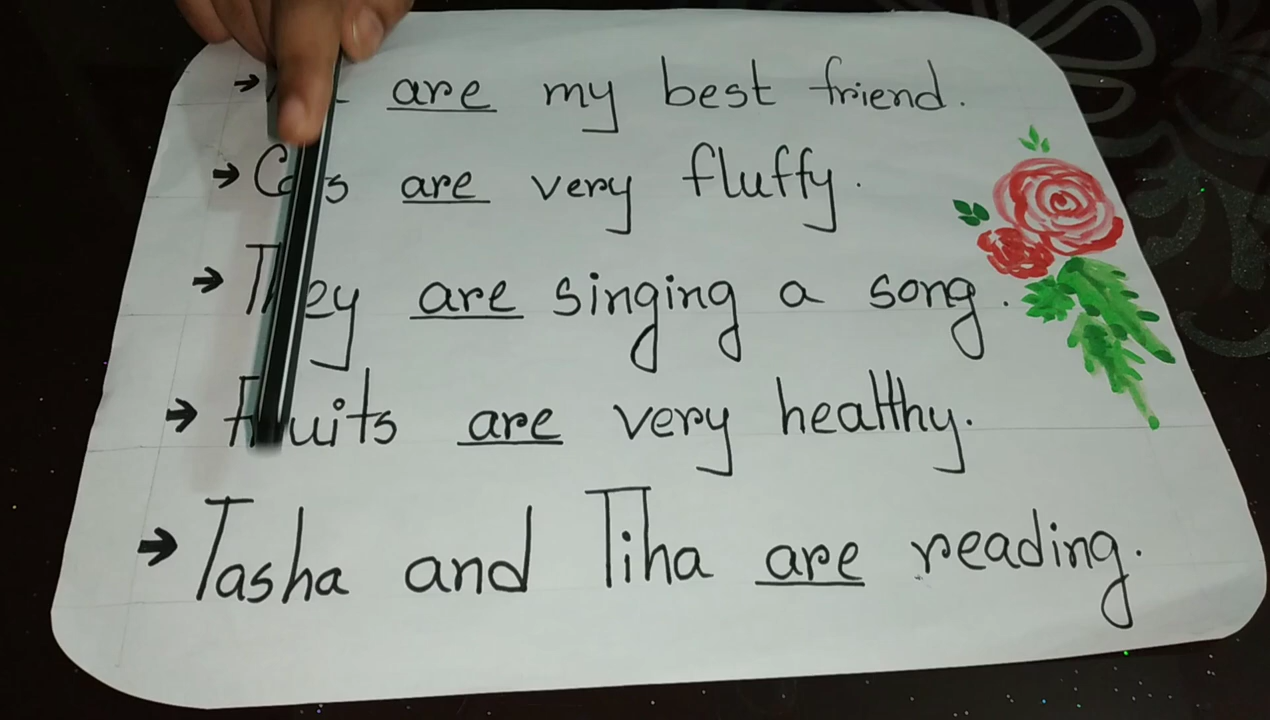 → are my best friend.
→ Cats are very fluffy.
→ They are singing a song.
→ Fruits are very healthy.
→ Tasha and Tiha are reading.